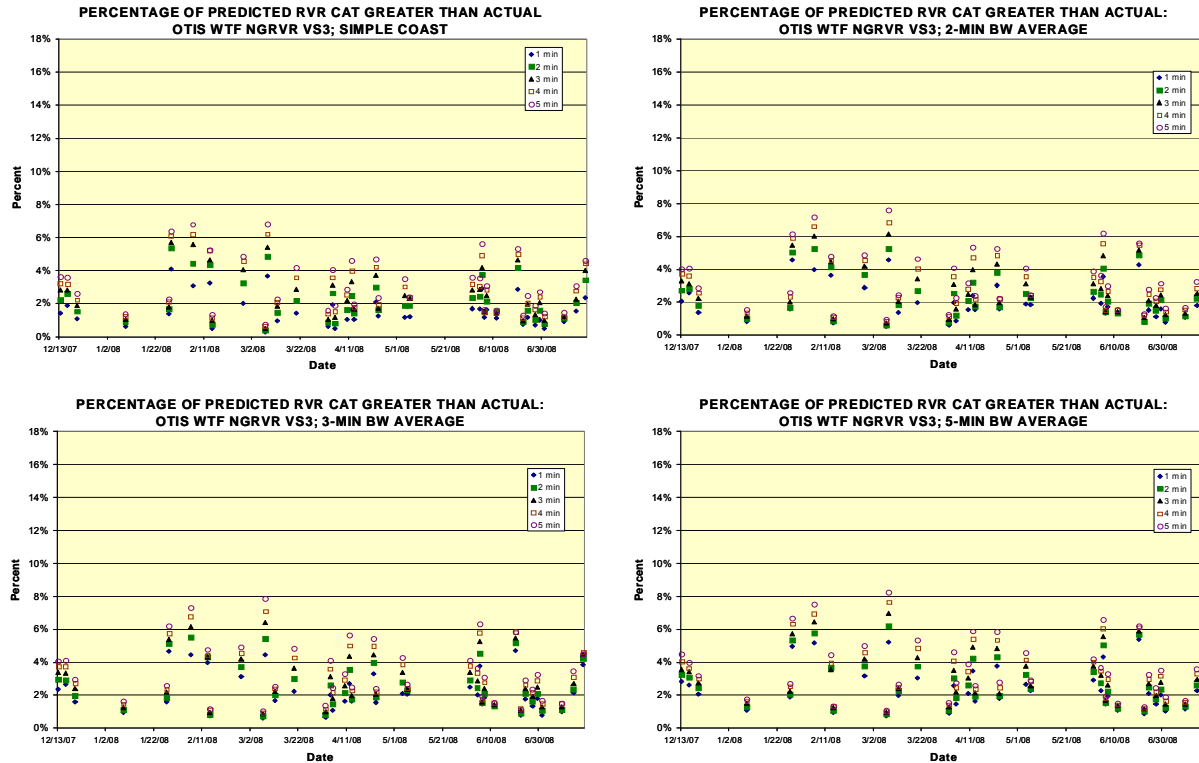 PERCENTAGE OF PREDICTED RVR CAT GREATER THAN ACTUAL
OTIS WTF NGRVR VS3; SIMPLE COAST
18%
16%
14%
12%
10%
8%
6%
4%
2%
0%
Percent
12/13/07 1/2/08 1/22/08 2/11/08 3/2/08 3/22/08 4/11/08 5/1/08 5/21/08 6/10/08 6/30/08
Date
1 min
2 min
3 min
4 min
5 min
PERCENTAGE OF PREDICTED RVR CAT GREATER THAN ACTUAL:
OTIS WTF NGRVR VS3; 2-MIN BW AVERAGE
18%
16%
14%
12%
10%
8%
6%
4%
2%
0%
Percent
12/13/07 1/2/08 1/22/08 2/11/08 3/2/08 3/22/08 4/11/08 5/1/08 5/21/08 6/10/08 6/30/08
Date
1 min
2 min
3 min
4 min
5 min
PERCENTAGE OF PREDICTED RVR CAT GREATER THAN ACTUAL:
OTIS WTF NGRVR VS3; 3-MIN BW AVERAGE
18%
16%
14%
12%
10%
8%
6%
4%
2%
0%
Percent
12/13/07 1/2/08 1/22/08 2/11/08 3/2/08 3/22/08 4/11/08 5/1/08 5/21/08 6/10/08 6/30/08
Date
1 min
2 min
3 min
4 min
5 min
PERCENTAGE OF PREDICTED RVR CAT GREATER THAN ACTUAL:
OTIS WTF NGRVR VS3; 5-MIN BW AVERAGE
18%
16%
14%
12%
10%
8%
6%
4%
2%
0%
Percent
12/13/07 1/2/08 1/22/08 2/11/08 3/2/08 3/22/08 4/11/08 5/1/08 5/21/08 6/10/08 6/30/08
Date
1 min
2 min
3 min
4 min
5 min